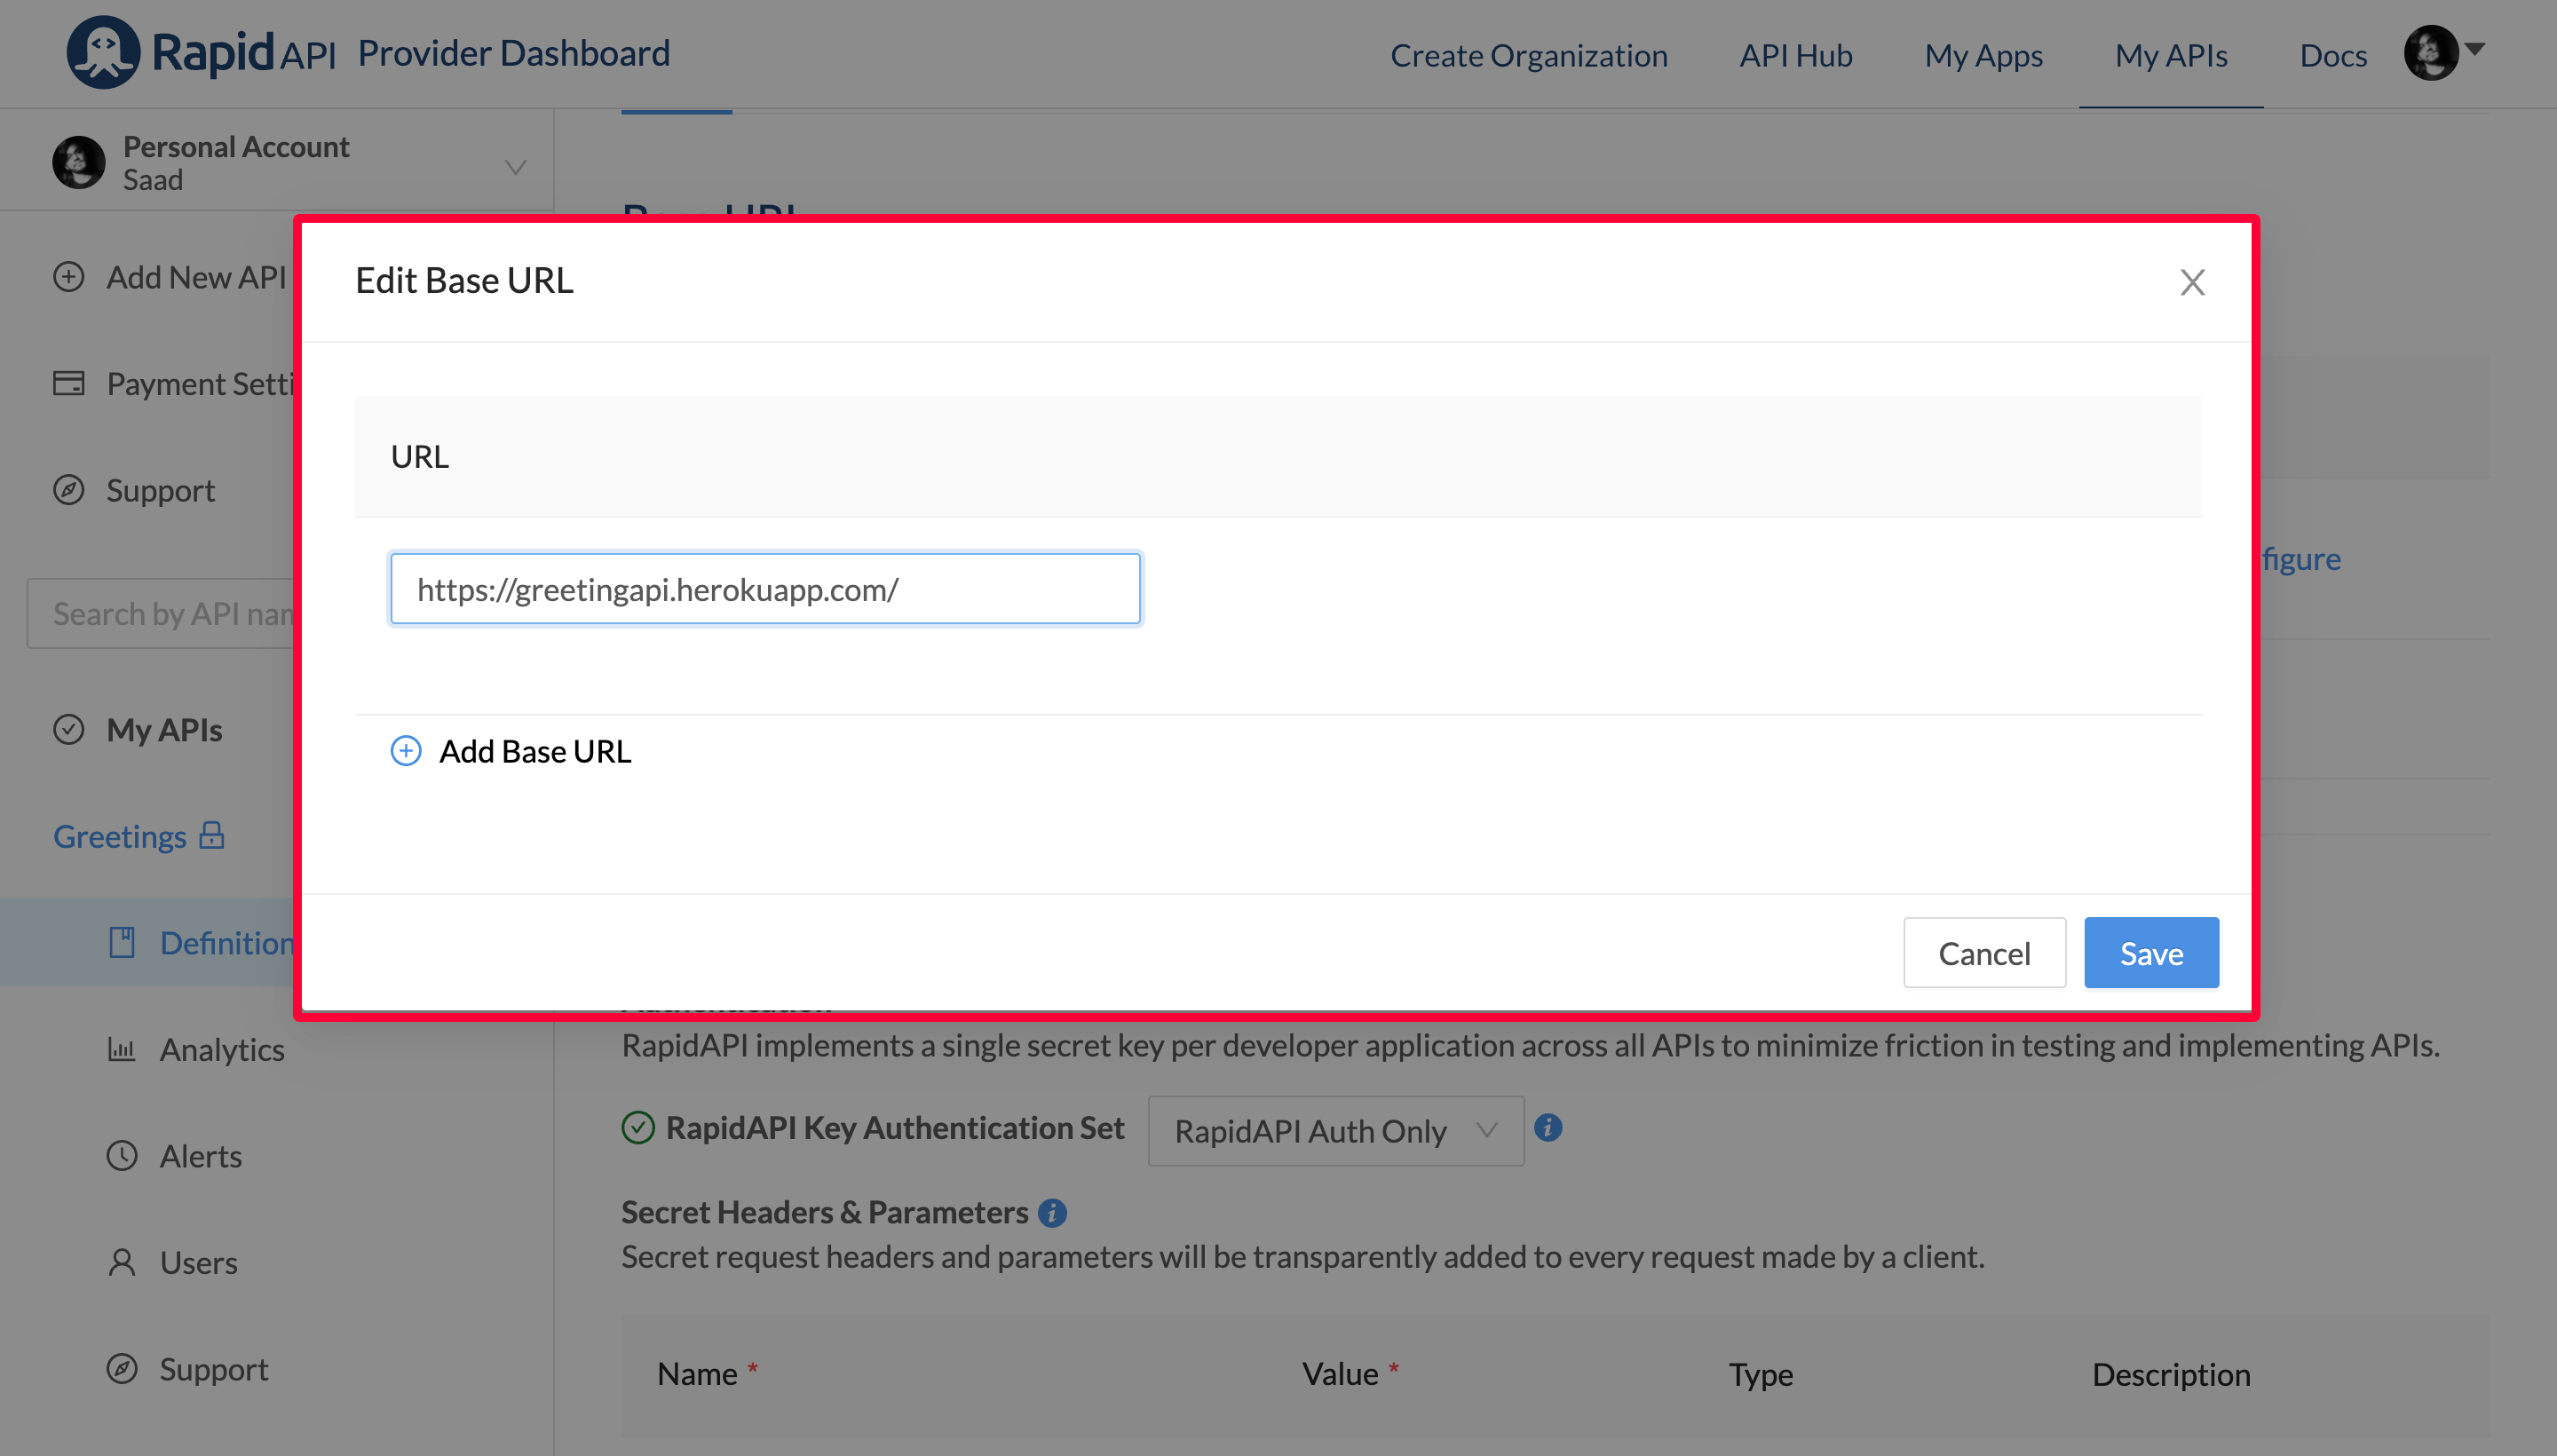 RapidAPI Provider Dashboard
Create Organization
API Hub
My Apps
My APIs
Docs
Personal Account
Saad
Add New API
Payment
Support
Search by API
My APIs
Greetings
Definition
Analytics
Alerts
Users
Support
Base URL
Edit Base URL
URL
https://greetingapi.herokuapp.com/
Add Base URL
Cancel
Save
RapidAPI implements a single secret key per developer application across all APIs to minimize friction in testing and implementing APIs.
RapidAPI Key Authentication Set
RapidAPI Auth Only
Secret Headers & Parameters
Secret request headers and parameters will be transparently added to every request made by a client.
Name *
Value *
Type
Description